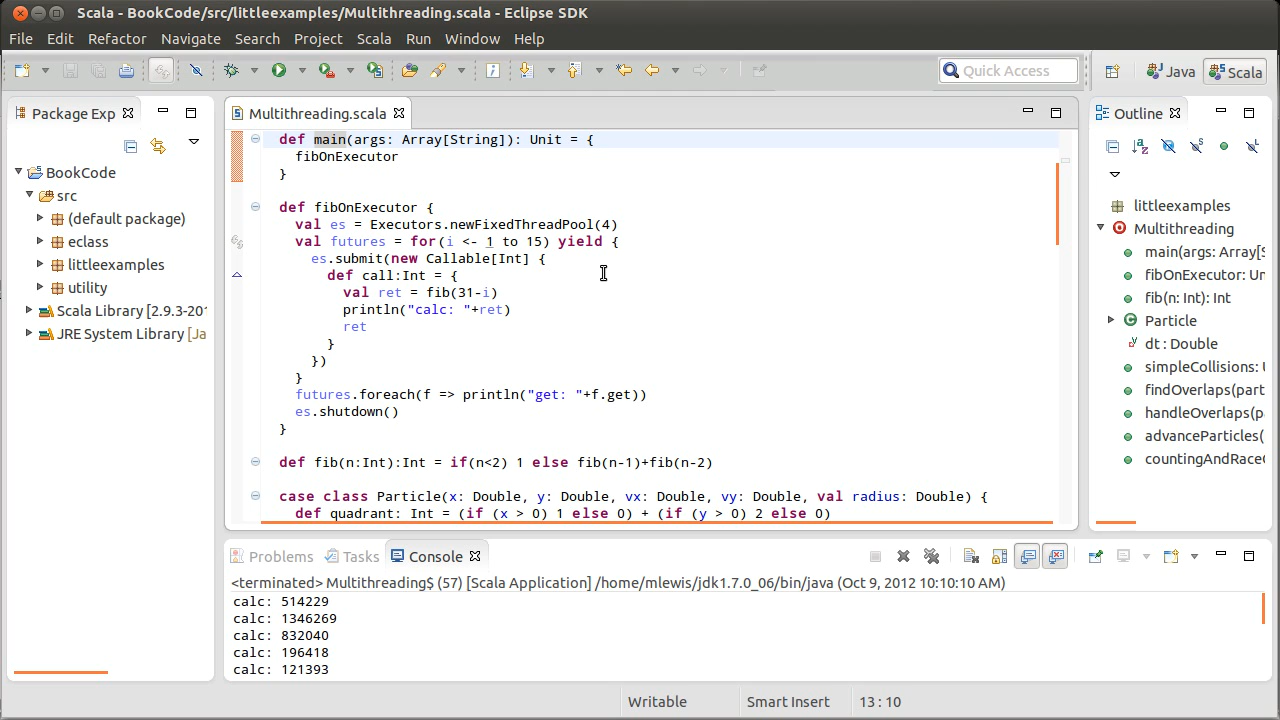 Scala - BookCode/src/littleexamples/Multithreading.scala - Eclipse SDK
File Edit Refactor Navigate Search Project Scala Run Window Help
Quick Access
Java
Scala
Package Exp
BookCode
src
(default package)
eclass
littleexamples
utility
Scala Library [2.9.3-201
JRE System Library [Ja
Multithreading.scala
def main(args: Array[String]): Unit = {
fibOnExecutor
}
def fibOnExecutor {
val es = Executors.newFixedThreadPool(4)
val futures = for(i <- 1 to 15) yield {
es.submit(new Callable[Int] {
def call:Int = {
val ret = fib(31-i)
println("calc: "+ret)
ret
}
})
}
futures.foreach(f => println("get: "+f.get))
es.shutdown()
}
def fib(n:Int):Int = if(n<2) 1 else fib(n-1)+fib(n-2)
case class Particle(x: Double, y: Double, vx: Double, vy: Double, val radius: Double) {
def quadrant: Int = (if (x > 0) 1 else 0) + (if (y > 0) 2 else 0)
Outline
littleexamples
Multithreading
main(args: Array[S
fibOnExecutor: Un
fib(n: Int): Int
Particle
dt : Double
simpleCollisions: U
findOverlaps(part
handleOverlaps(p
advanceParticles(
countingAndRace
Problems Tasks Console
<terminated> Multithreading$ (57) [Scala Application] /home/mlewis/jdk1.7.0_06/bin/java (Oct 9, 2012 10:10:10 AM)
calc: 514229
calc: 1346269
calc: 832040
calc: 196418
calc: 121393
Writable
Smart Insert
13 : 10